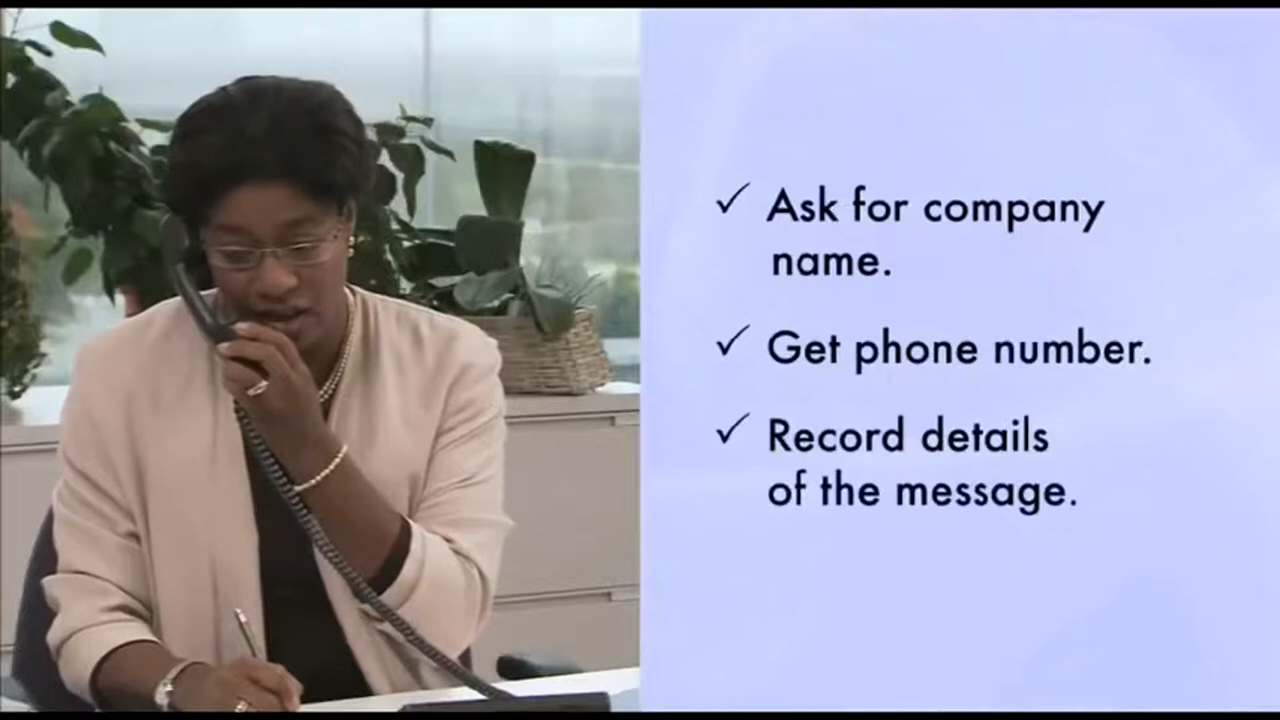 ✓ Ask for company
name.
✓ Get phone number.
✓ Record details
of the message.